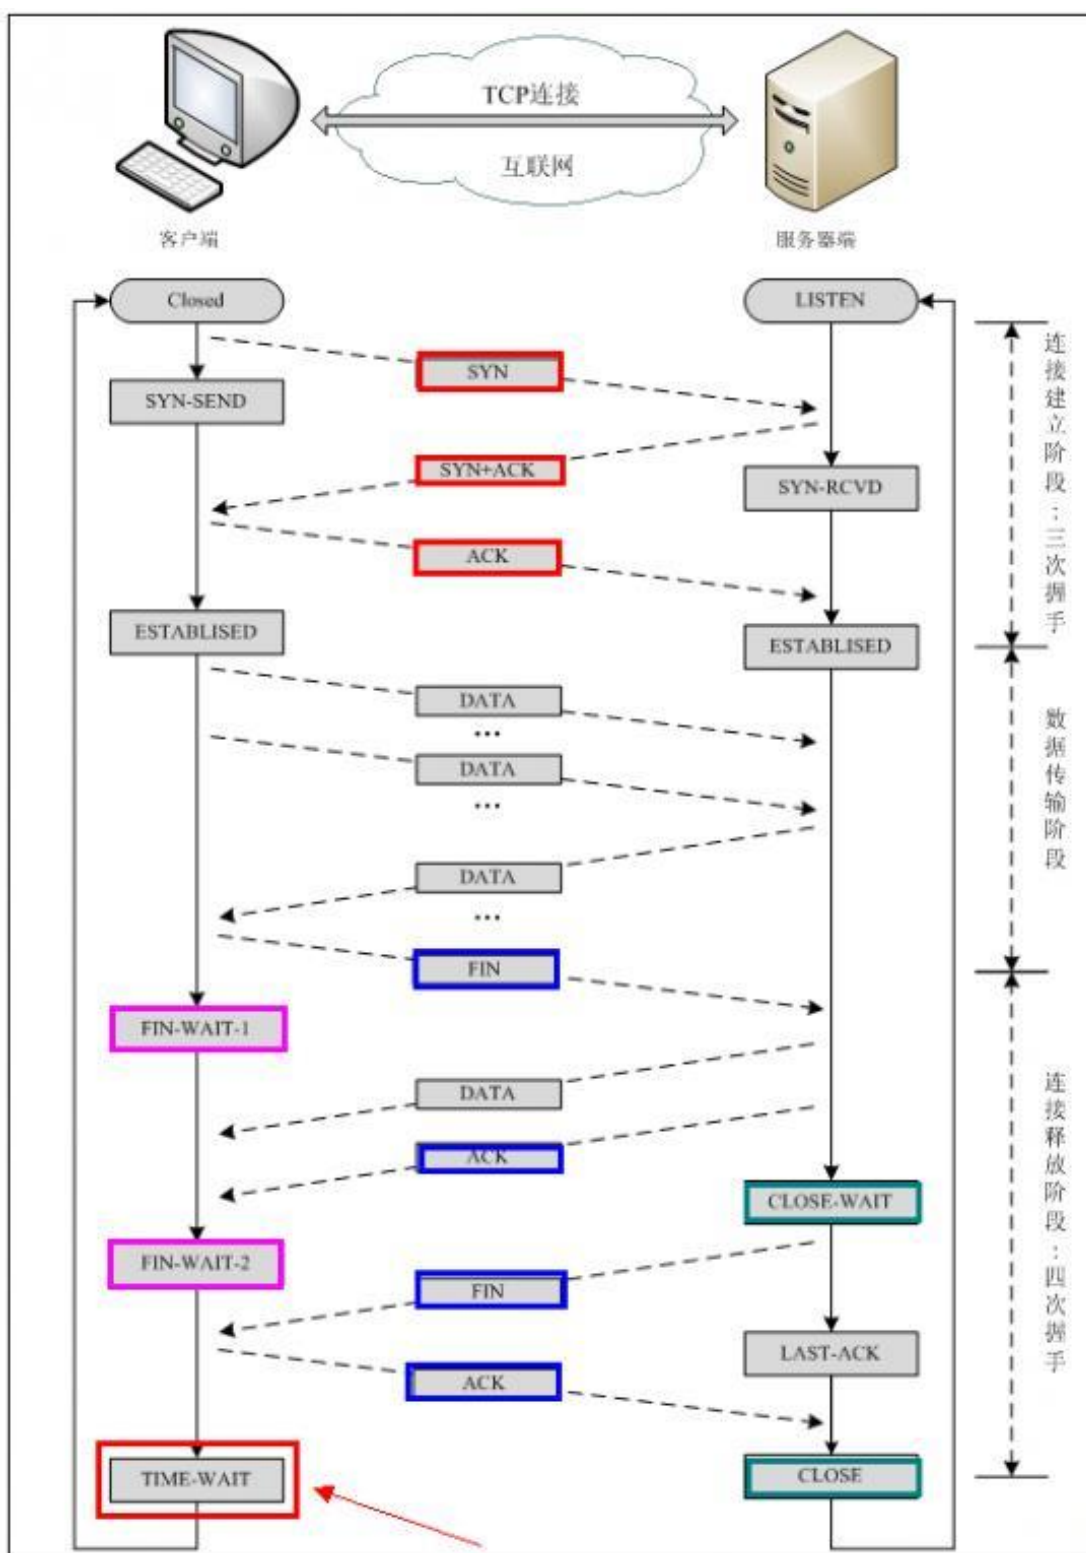 TCP连接
互联网
客户端
服务器端
Closed
LISTEN
SYN
SYN-SEND
SYN+ACK
SYN-RCVD
ACK
ESTABLISED
ESTABLISED
连接建立阶段：三次握手
DATA
...
DATA
...
DATA
...
数据传输阶段
FIN
FIN-WAIT-1
DATA
ACK
CLOSE-WAIT
FIN-WAIT-2
FIN
LAST-ACK
ACK
连接释放阶段：四次握手
TIME-WAIT
CLOSE